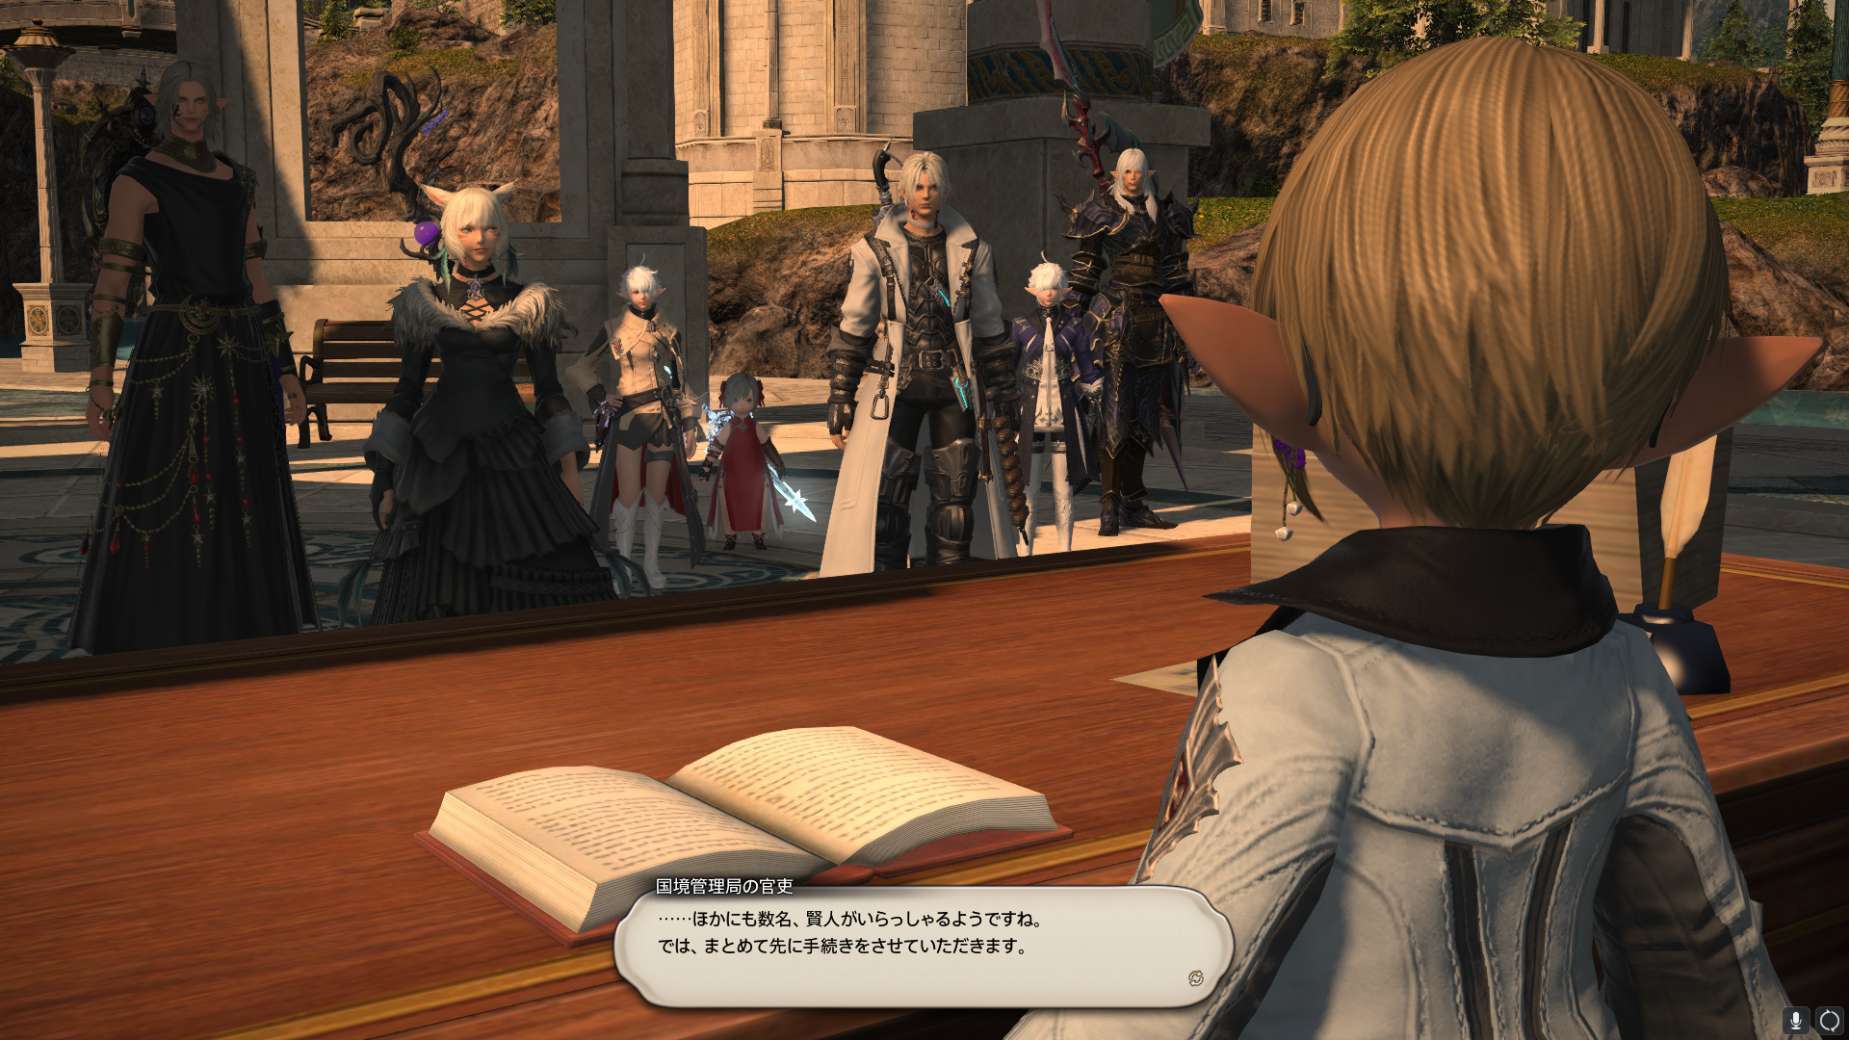 国境管理局の官吏
……ほかにも数名、賢人がいらっしゃるようですね。
では、まとめて先に手続きをさせていただきます。